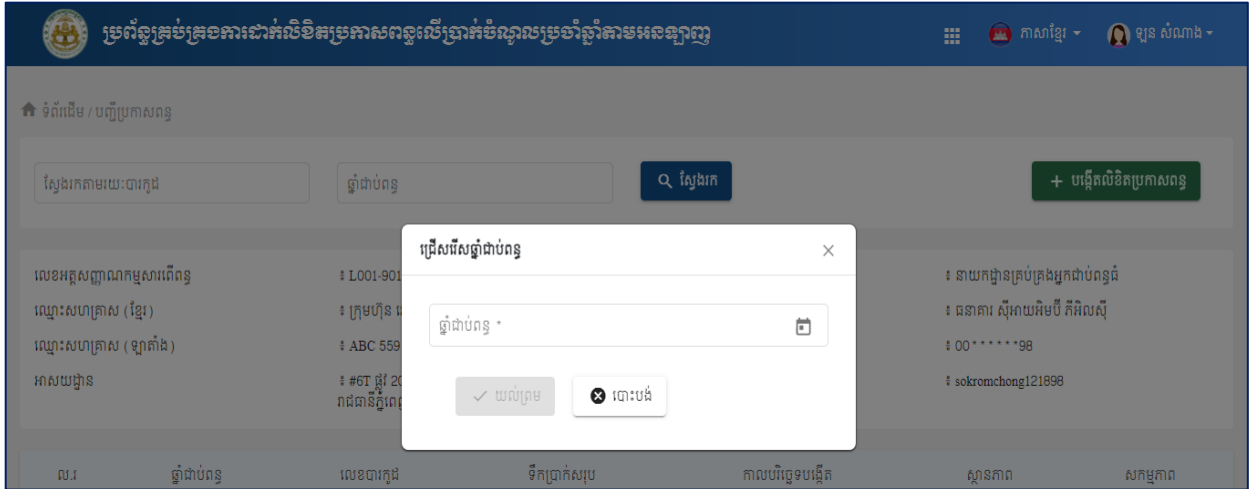 ប្រព័ន្ធគ្រប់គ្រងការដាក់លិខិតប្រកាសពន្ធលើប្រាក់ចំណូលប្រចាំឆ្នាំតាមអនឡាញ
ភាសាខ្មែរ
ឡុន សំណាង
ទំព័រដើម / បញ្ជីប្រកាសពន្ធ
ស្វែងរកតាមរយៈបារកូដ
ឆ្នាំជាប់ពន្ធ
ស្វែងរក
+ បង្កើតលិខិតប្រកាសពន្ធ
ជ្រើសរើសឆ្នាំជាប់ពន្ធ
ឆ្នាំជាប់ពន្ធ *
យល់ព្រម
បោះបង់
លេខអត្តសញ្ញាណកម្មសារពើពន្ធ ៖ L001-901
៖ នាយកដ្ឋានគ្រប់គ្រងអ្នកជាប់ពន្ធធំ
ឈ្មោះសហគ្រាស (ខ្មែរ) ៖ ក្រុមហ៊ុន
៖ ធនាគារ ស៊ីអាយអិមប៊ី ភីអិលស៊ី
ឈ្មោះសហគ្រាស (ឡាតាំង) ៖ ABC 559
៖ 00******98
អាសយដ្ឋាន ៖ #6T ផ្លូវ 20
រាជធានីភ្នំពេញ
៖ sokromchong121898
ល.រ ឆ្នាំជាប់ពន្ធ លេខបារកូដ ទឹកប្រាក់សរុប កាលបរិច្ឆេទបង្កើត ស្ថានភាព សកម្មភាព